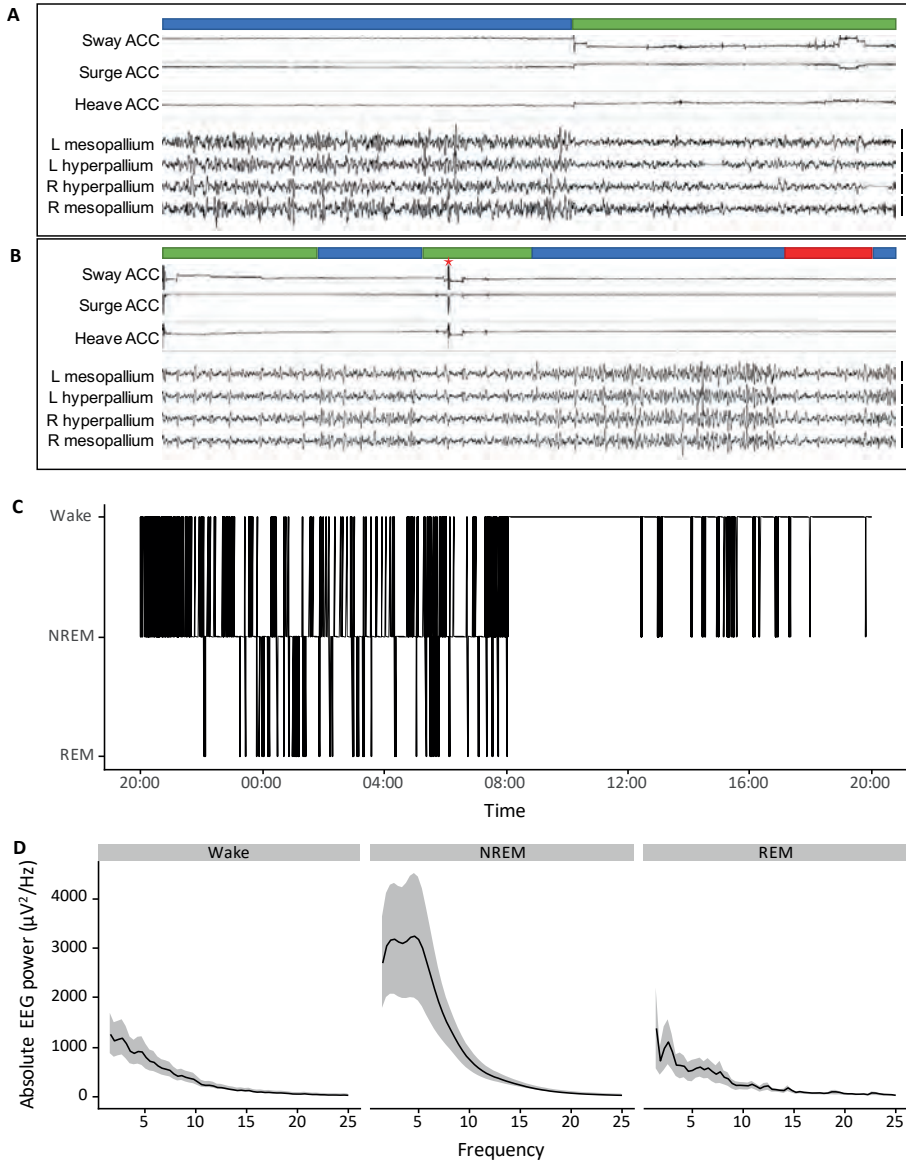 A
Sway ACC
Surge ACC
Heave ACC
L mesopallium
L hyperpallium
R hyperpallium
R mesopallium
B
Sway ACC
Surge ACC
Heave ACC
L mesopallium
L hyperpallium
R hyperpallium
R mesopallium
C
Wake
NREM
REM
20:00 00:00 04:00 08:00 12:00 16:00 20:00
Time
D
Wake NREM REM
Absolute EEG power (µV²/Hz)
4000
3000
2000
1000
0
5 10 15 20 25 5 10 15 20 25 5 10 15 20 25
Frequency